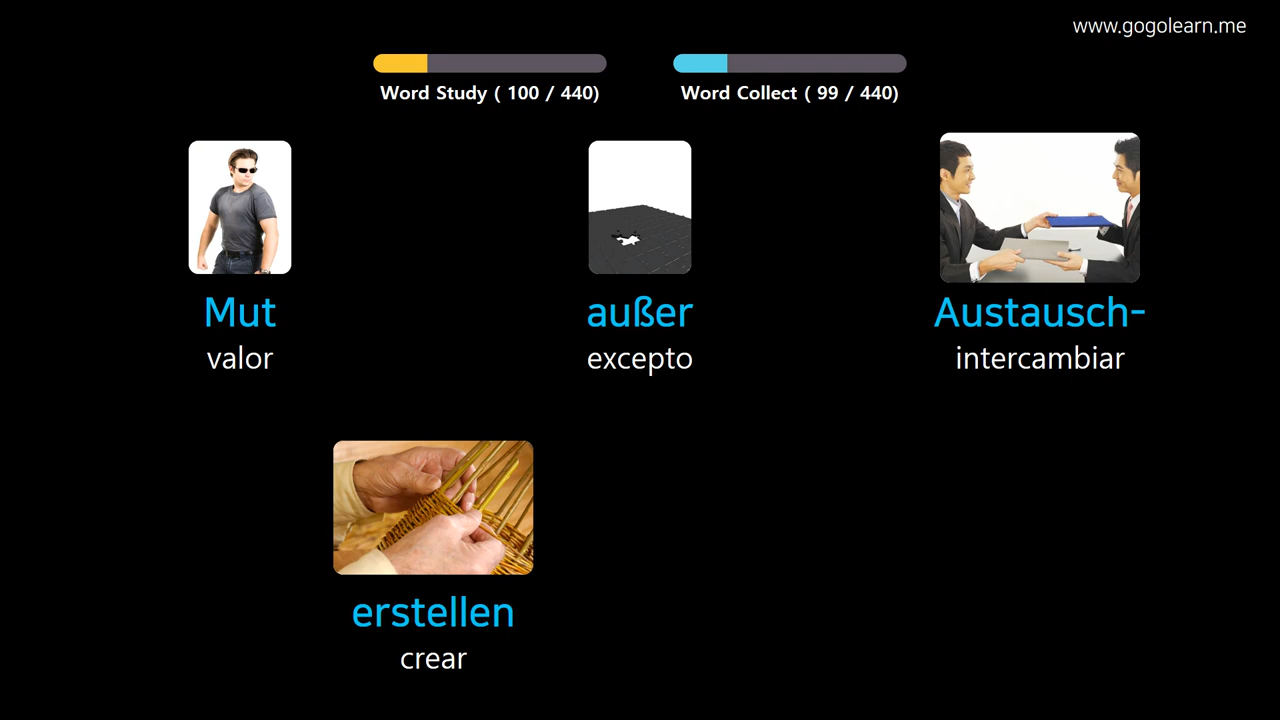 www.gogolearn.me
Word Study ( 100 / 440)
Word Collect ( 99 / 440)
Mut
außer
Austausch-
valor
excepto
intercambiar
erstellen
crear